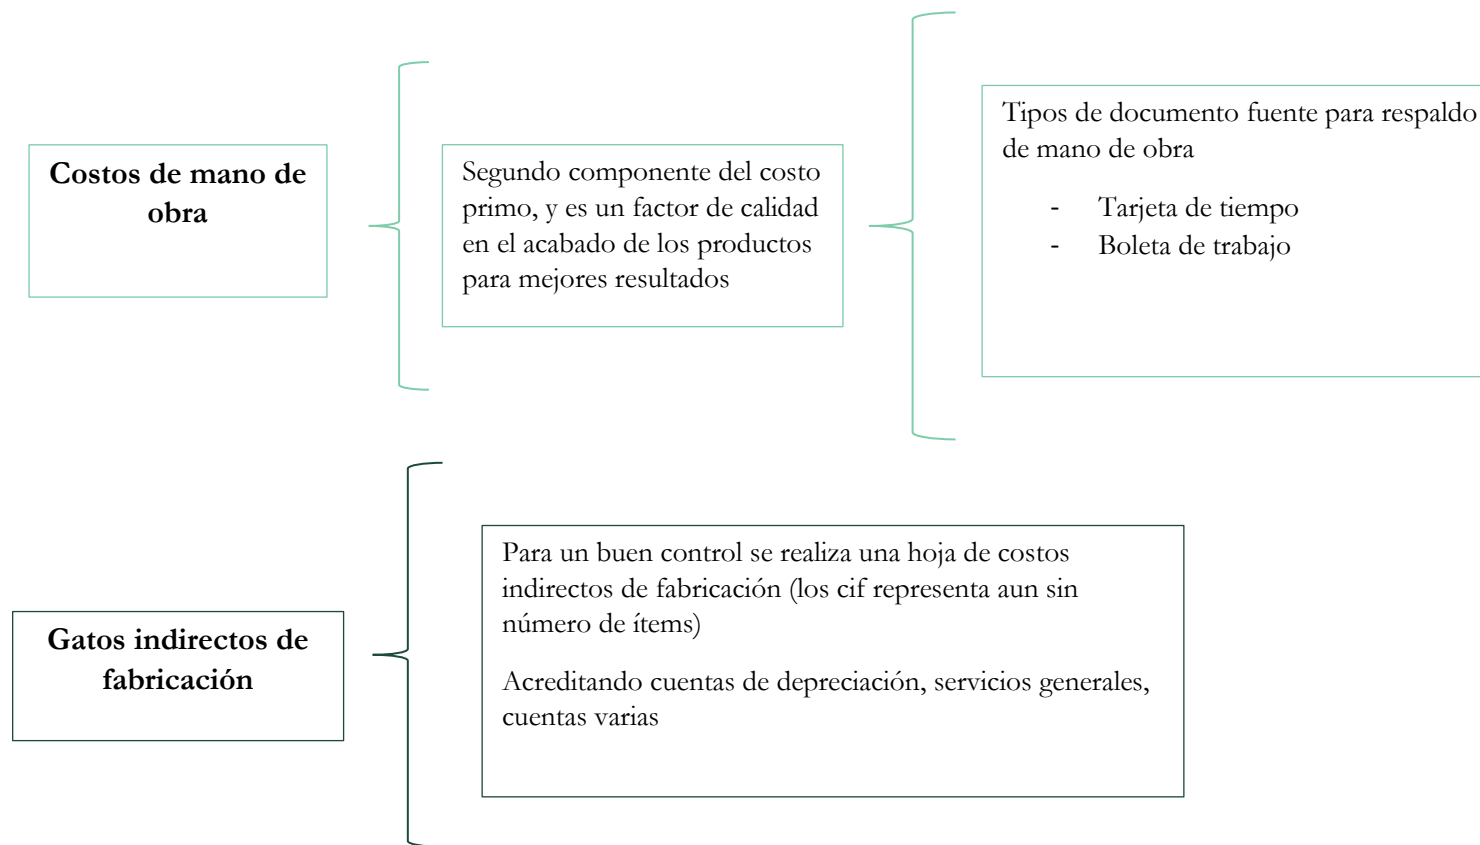 Costos de mano de
obra
Segundo componente del costo
primo, y es un factor de calidad
en el acabado de los productos
para mejores resultados
Tipos de documento fuente para respaldo
de mano de obra
- Tarjeta de tiempo
- Boleta de trabajo
Gatos indirectos de
fabricación
Para un buen control se realiza una hoja de costos
indirectos de fabricación (los cif representa aun sin
número de ítems)
Acreditando cuentas de depreciación, servicios generales,
cuentas varias